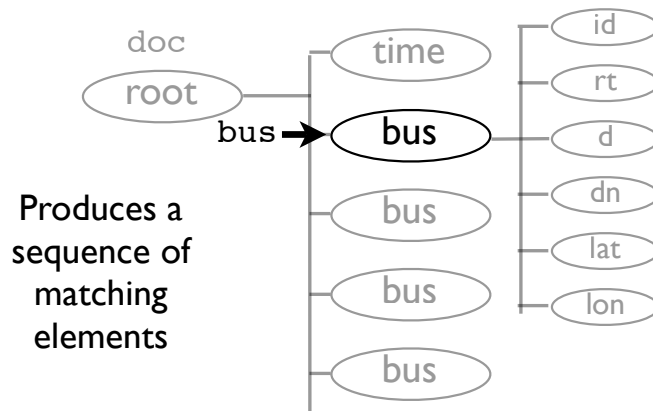 doc
root
time
bus
bus
bus
bus
bus
id
rt
d
dn
lat
lon
Produces a
sequence of
matching
elements